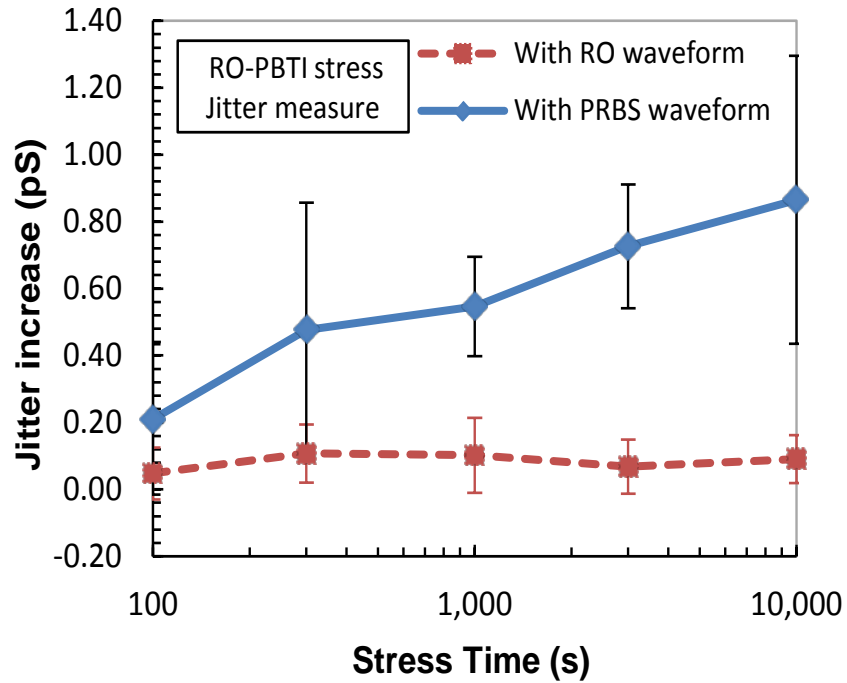 1.40
1.20
1.00
0.80
0.60
0.40
0.20
0.00
-0.20
Jitter increase (pS)
RO-PBTI stress
Jitter measure
With RO waveform
With PRBS waveform
100
1,000
10,000
Stress Time (s)